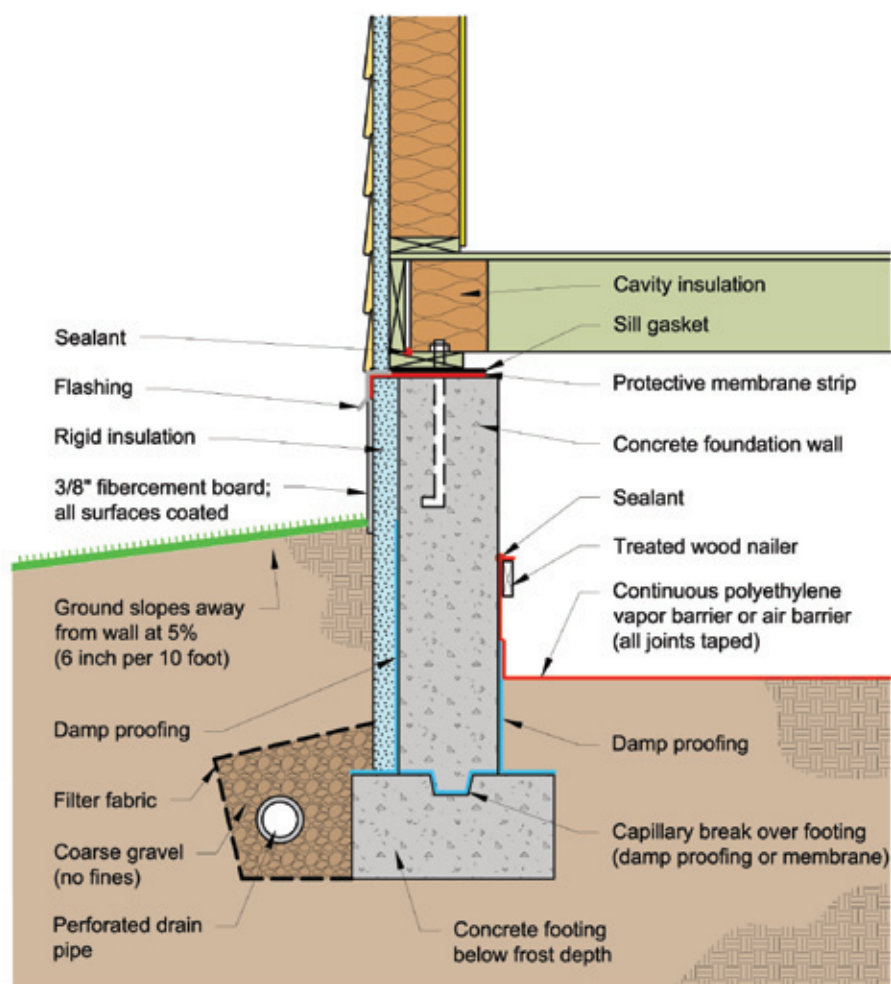 Sealant
Flashing
Rigid insulation
3/8" fibercement board;
all surfaces coated
Ground slopes away
from wall at 5%
(6 inch per 10 foot)
Damp proofing
Filter fabric
Coarse gravel
(no fines)
Perforated drain
pipe
Cavity insulation
Sill gasket
Protective membrane strip
Concrete foundation wall
Sealant
Treated wood nailer
Continuous polyethylene
vapor barrier or air barrier
(all joints taped)
Damp proofing
Capillary break over footing
(damp proofing or membrane)
Concrete footing
below frost depth